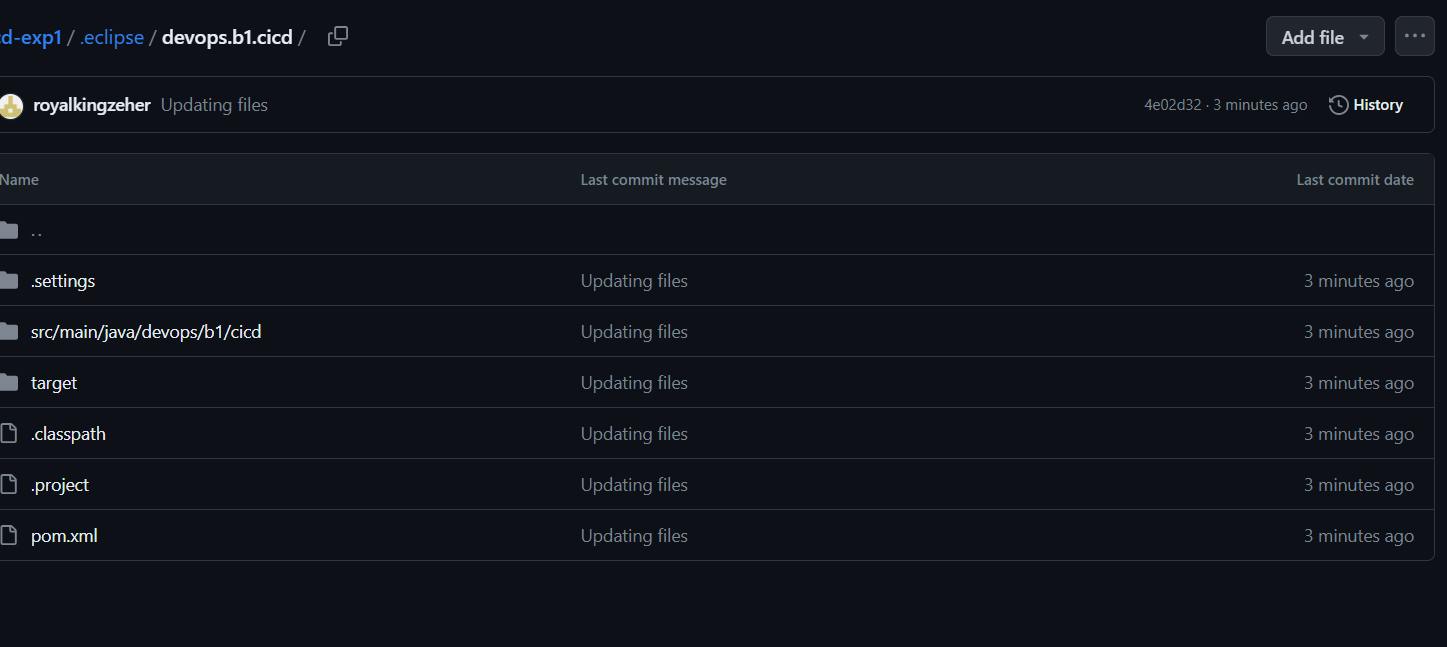 cd-exp1 / .eclipse / devops.b1.cicd /
Add file
royalkingzeher Updating files
4e02d32 · 3 minutes ago
History
Name Last commit message Last commit date
..
.settings Updating files 3 minutes ago
src/main/java/devops/b1/cicd Updating files 3 minutes ago
target Updating files 3 minutes ago
.classpath Updating files 3 minutes ago
.project Updating files 3 minutes ago
pom.xml Updating files 3 minutes ago